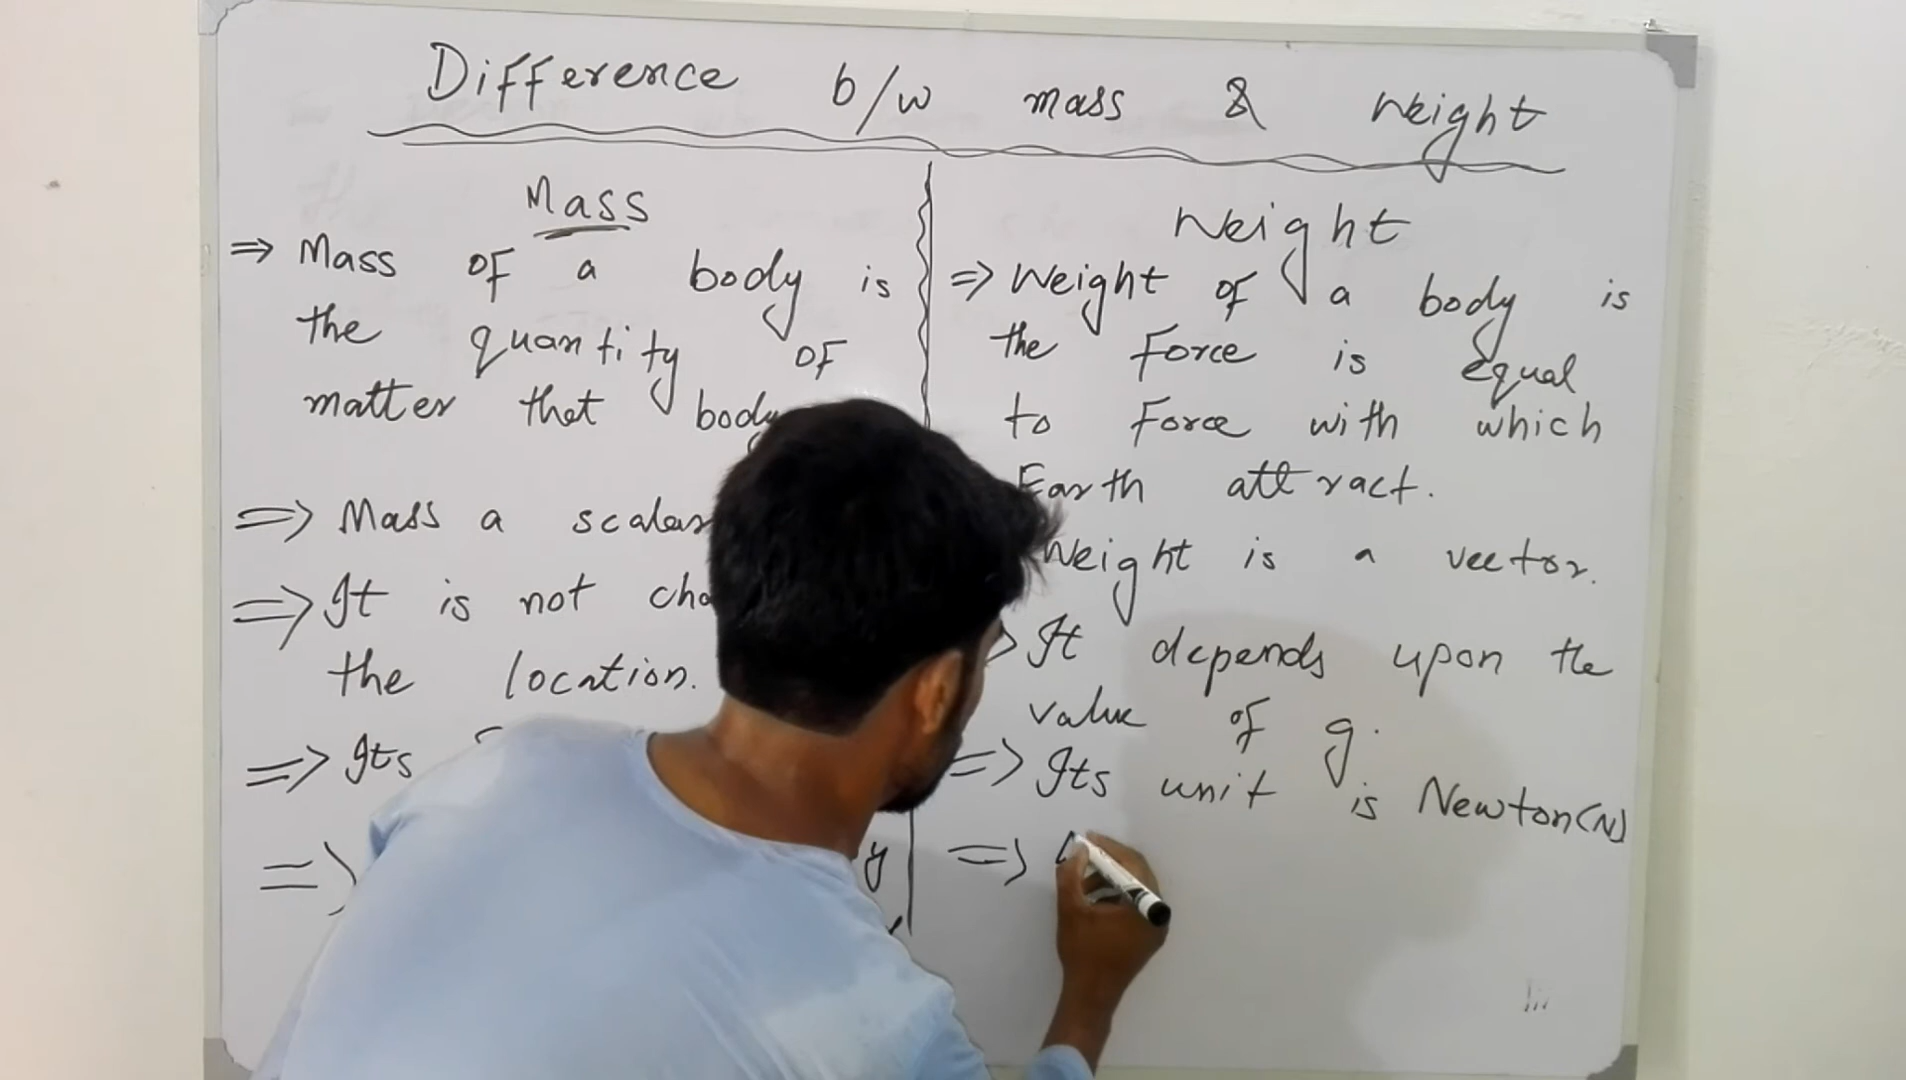 Difference b/w mass & Weight
Mass
⇒ Mass of a body is
the quantity of
matter that body
⇒ Mass a scalar
⇒ It is not
the location.
⇒ Its
⇒
Weight
⇒ Weight of a body is
the Force is equal
to Force with which
Earth attract.
Weight is a vector.
It depends upon the
value of g.
⇒ Its unit is Newton(N)
⇒